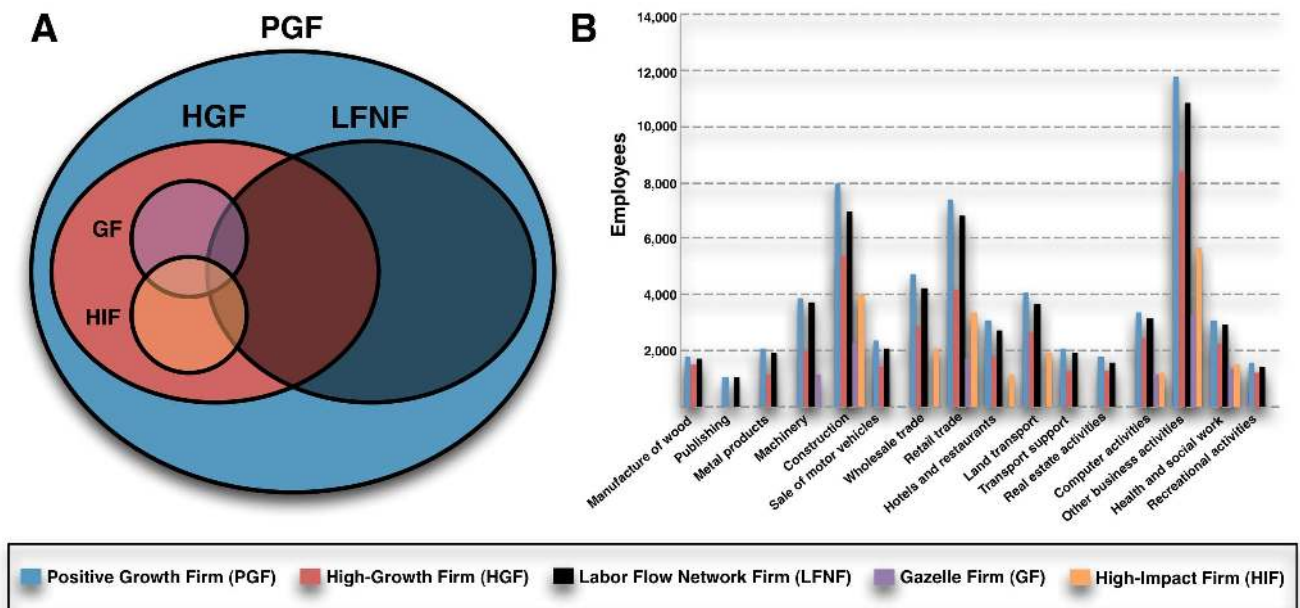 A
PGF
HGF
LFNF
GF
HIF
B
Employees
14,000
12,000
10,000
8,000
6,000
4,000
2,000
Manufacture of wood
Publishing
Metal products
Machinery
Construction
Sale of motor vehicles
Wholesale trade
Retail trade
Hotels and restaurants
Land transport
Transport support
Real estate activities
Computer activities
Other business activities
Health and social work
Recreational activities
Positive Growth Firm (PGF)
High-Growth Firm (HGF)
Labor Flow Network Firm (LFNF)
Gazelle Firm (GF)
High-Impact Firm (HIF)